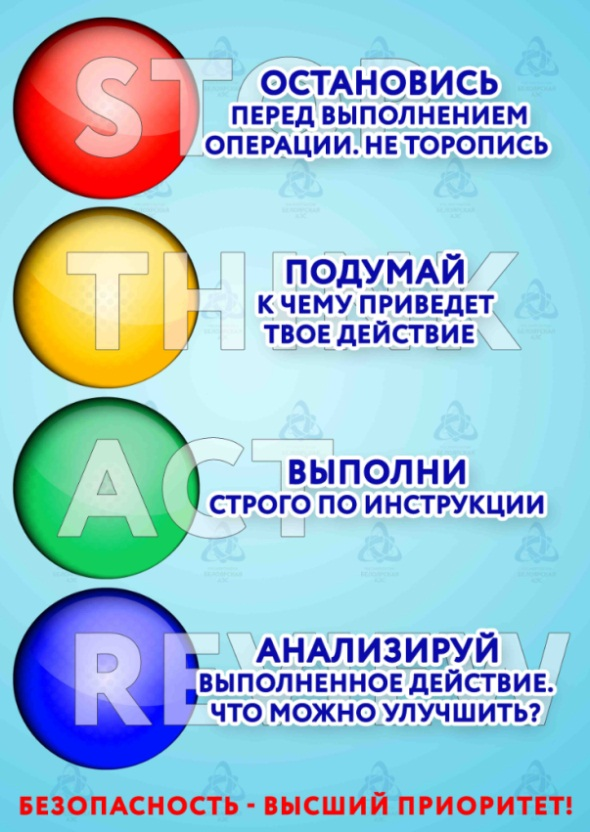 STOP
ОСТАНОВИСЬ
ПЕРЕД ВЫПОЛНЕНИЕМ
ОПЕРАЦИИ. НЕ ТОРОПИСЬ
THINK
ПОДУМАЙ
К ЧЕМУ ПРИВЕДЕТ
ТВОЕ ДЕЙСТВИЕ
ACT
ВЫПОЛНИ
СТРОГО ПО ИНСТРУКЦИИ
REVIEW
АНАЛИЗИРУЙ
ВЫПОЛНЕННОЕ ДЕЙСТВИЕ.
ЧТО МОЖНО УЛУЧШИТЬ?
БЕЗОПАСНОСТЬ - ВЫСШИЙ ПРИОРИТЕТ!